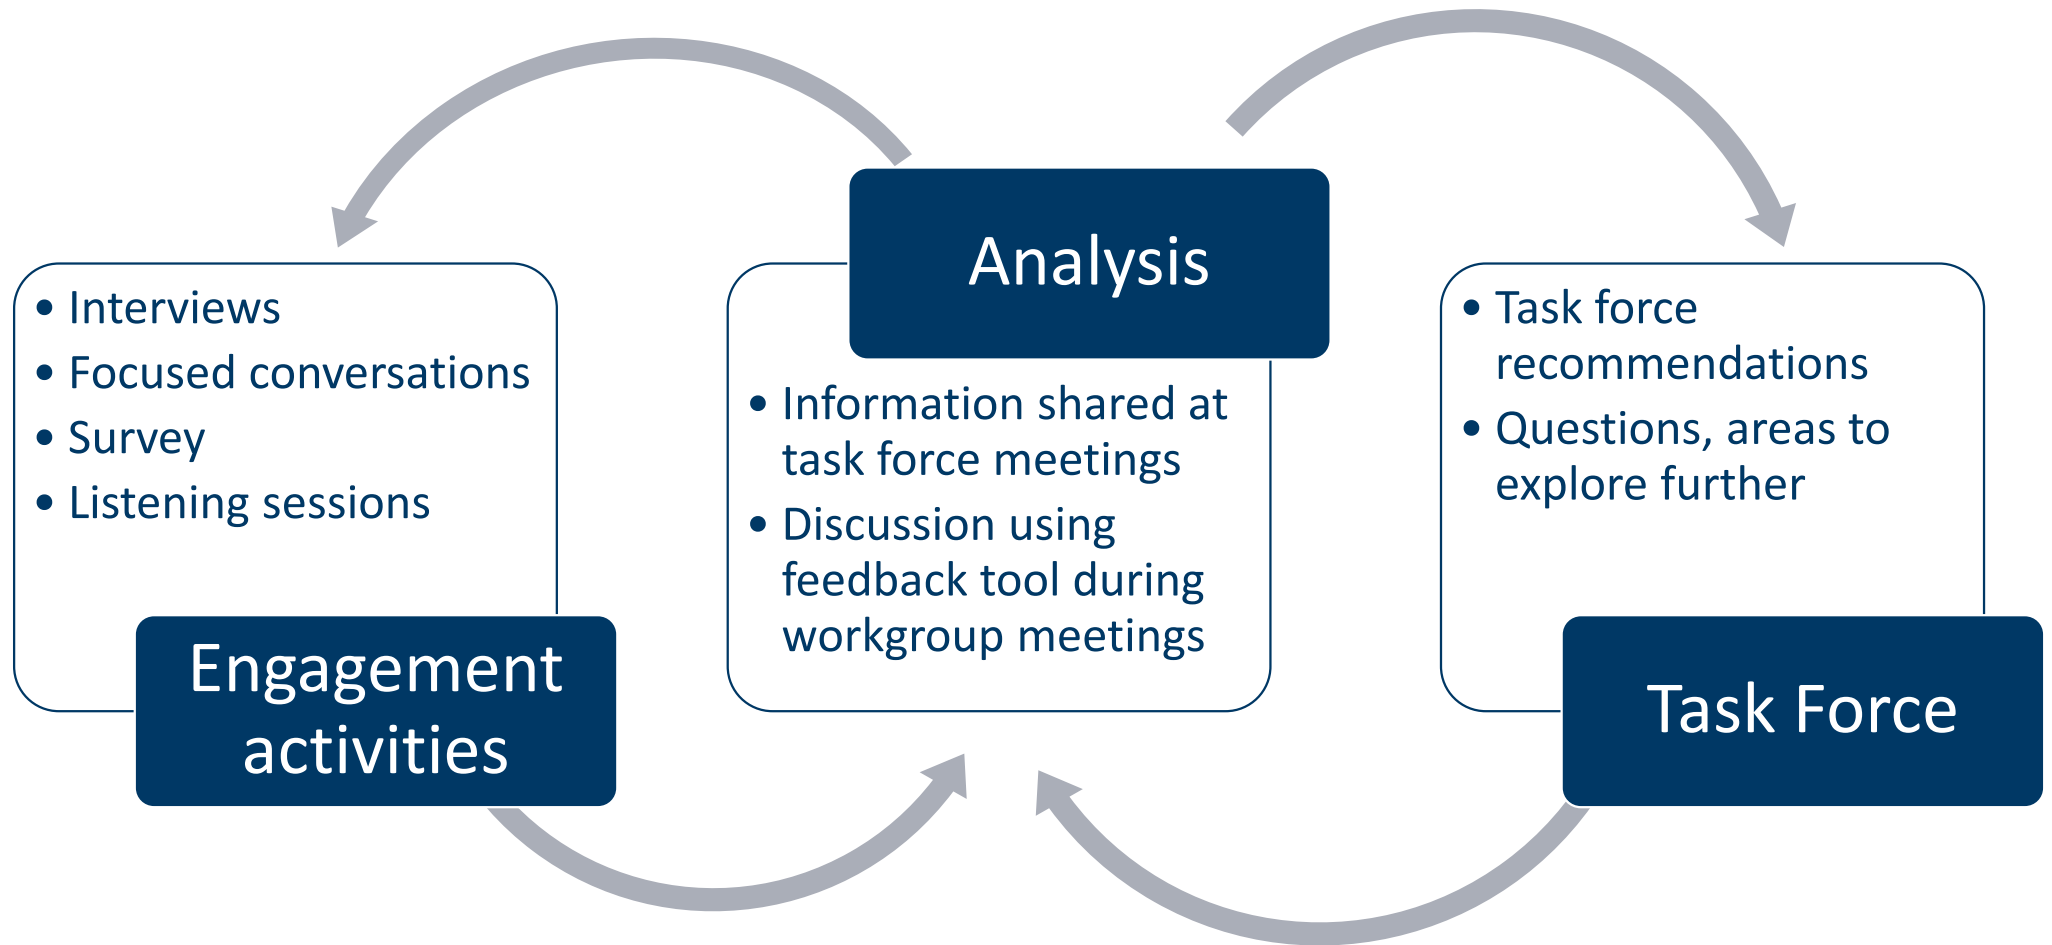 • Interviews
• Focused conversations
• Survey
• Listening sessions
Engagement
activities
Analysis
• Information shared at
task force meetings
• Discussion using
feedback tool during
workgroup meetings
• Task force
recommendations
• Questions, areas to
explore further
Task Force